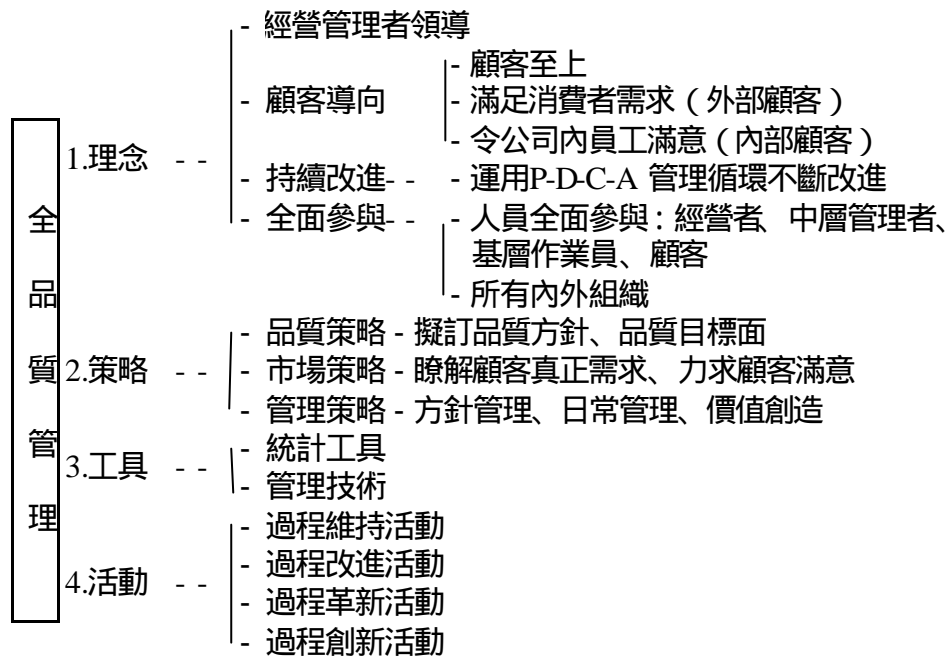 - 經營管理者領導
- 顧客至上
- 顧客導向
- 滿足消費者需求（外部顧客）
- 令公司內員工滿意（內部顧客）
1.理念 - -
- 持續改進- - - 運用P-D-C-A 管理循環不斷改進
- 全面參與- - - 人員全面參與：經營者、中層管理者、
基層作業員、顧客
- 所有內外組織
全品質管理
- 品質策略 - 擬訂品質方針、品質目標面
2.策略 - - - 市場策略 - 瞭解顧客真正需求、力求顧客滿意
- 管理策略 - 方針管理、日常管理、價值創造
3.工具 - - - 統計工具
- 管理技術
- 過程維持活動
4.活動 - - - 過程改進活動
- 過程革新活動
- 過程創新活動